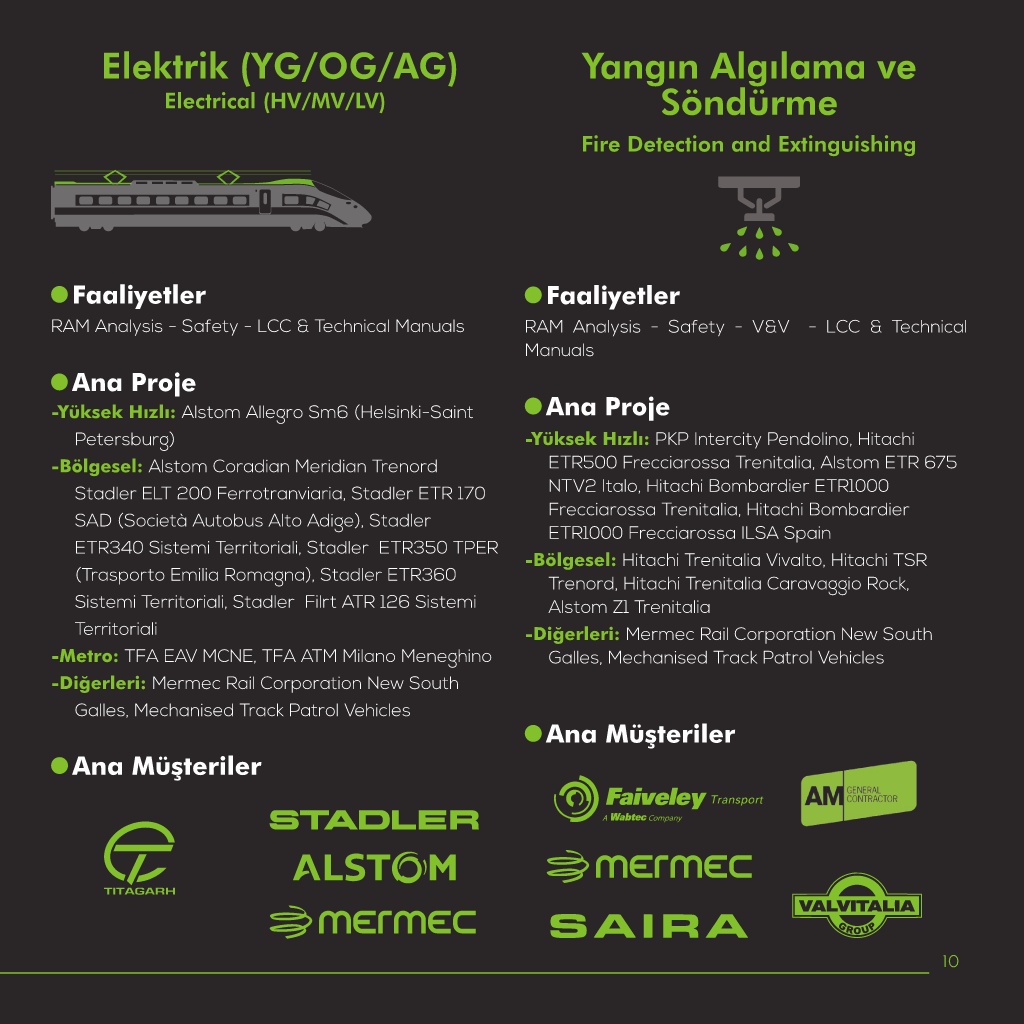 Elektrik (YG/OG/AG)
Electrical (HV/MV/LV)
Faaliyetler
RAM Analysis - Safety - LCC & Technical Manuals
Ana Proje
-Yüksek Hızlı: Alstom Allegro Sm6 (Helsinki-Saint
Petersburg)
-Bölgesel: Alstom Coradian Meridian Trenord
Stadler ELT 200 Ferrotranviaria, Stadler ETR 170
SAD (Società Autobus Alto Adige), Stadler
ETR340 Sistemi Territoriali, Stadler ETR350 TPER
(Trasporto Emilia Romagna), Stadler ETR360
Sistemi Territoriali, Stadler Filrt ATR 126 Sistemi
Territoriali
-Metro: TFA EAV MCNE, TFA ATM Milano Meneghino
-Diğerleri: Mermec Rail Corporation New South
Galles, Mechanised Track Patrol Vehicles
Ana Müşteriler
TITAGARH
STADLER
ALSTOM
mermec
Yangın Algılama ve
Söndürme
Fire Detection and Extinguishing
Faaliyetler
RAM Analysis - Safety - V&V - LCC & Technical
Manuals
Ana Proje
-Yüksek Hızlı: PKP Intercity Pendolino, Hitachi
ETR500 Frecciarossa Trenitalia, Alstom ETR 675
NTV2 Italo, Hitachi Bombardier ETR1000
Frecciarossa Trenitalia, Hitachi Bombardier
ETR1000 Frecciarossa ILSA Spain
-Bölgesel: Hitachi Trenitalia Vivalto, Hitachi TSR
Trenord, Hitachi Trenitalia Caravaggio Rock,
Alstom Z1 Trenitalia
-Diğerleri: Mermec Rail Corporation New South
Galles, Mechanised Track Patrol Vehicles
Ana Müşteriler
Faiveley Transport
A Wabtec Company
AM GENERAL
CONTRACTOR
mermec
VALVITALIA
GROUP
SAIRA
10